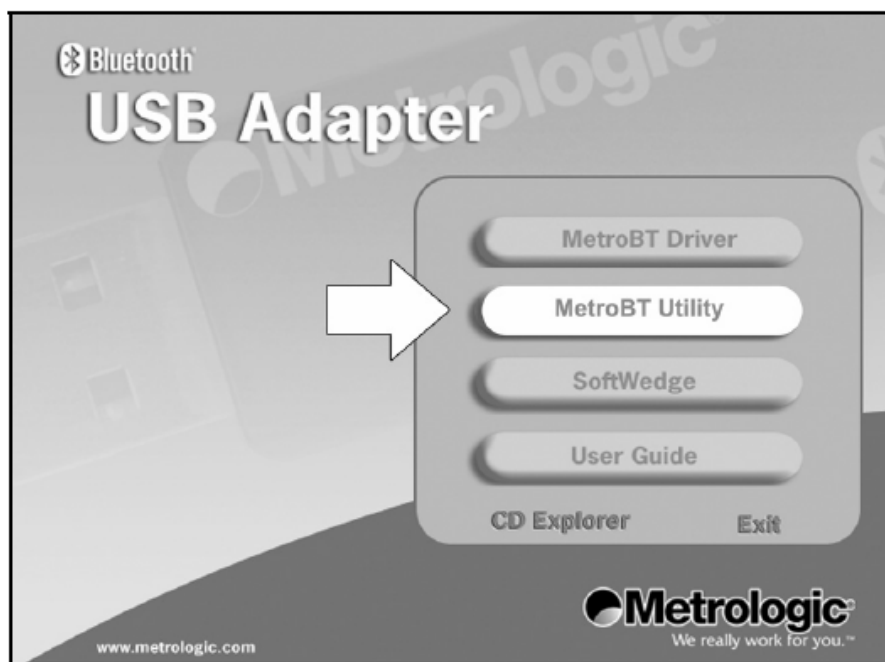 Bluetooth®
USB Adapter
Metrologic
MetroBT Driver
MetroBT Utility
SoftWedge
User Guide
CD Explorer Exit
Metrologic®
We really work for you.™
www.metrologic.com